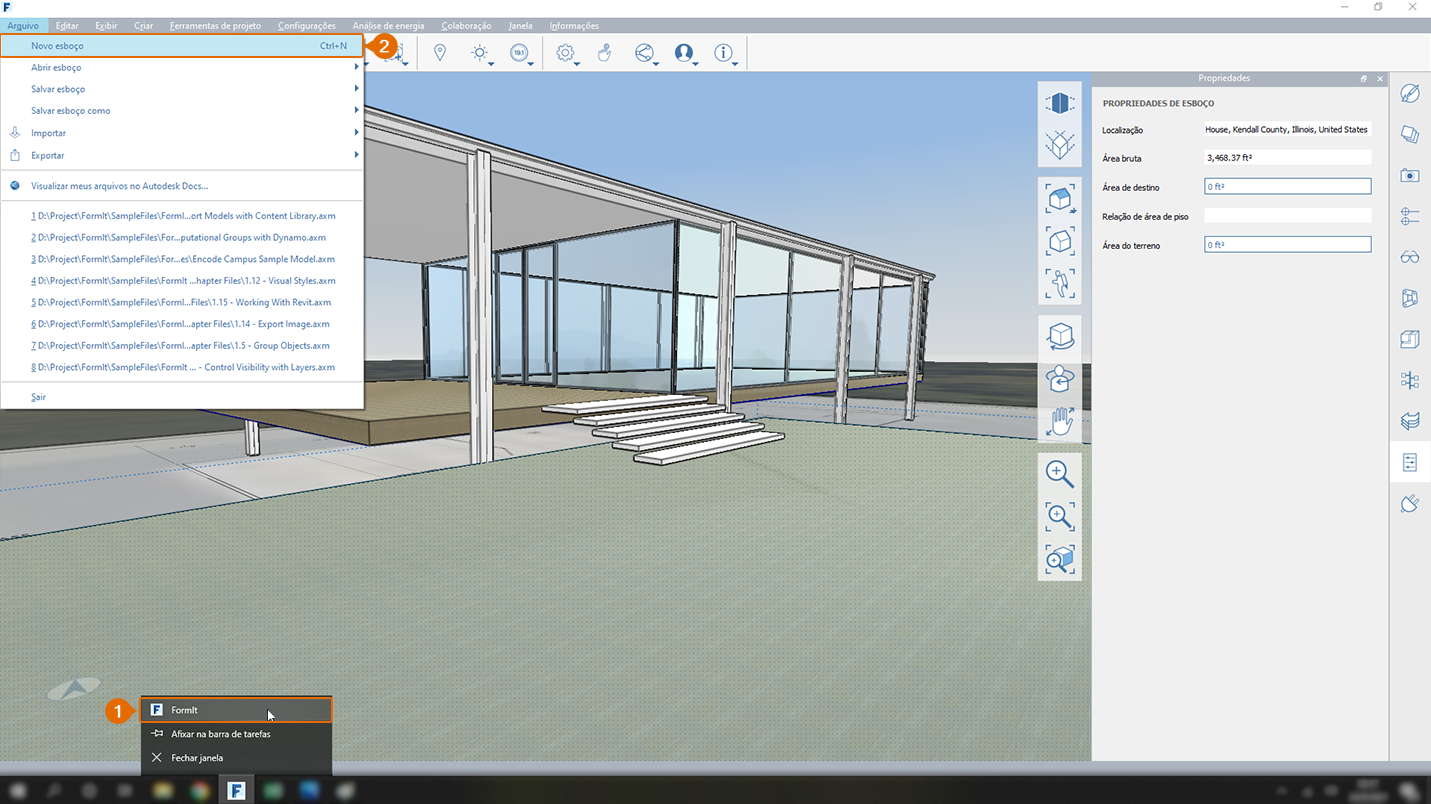 F
Arquivo Editar Exibir Criar Ferramentas de projeto Configurações Análise de energia Colaboração Janela Informações
Novo esboço Ctrl+N
2
Abrir esboço
Salvar esboço
Salvar esboço como
Importar
Exportar
Visualizar meus arquivos no Autodesk Docs...
1 D:\Project\FormIt\SampleFiles\FormI...ort Models with Content Library.axm
2 D:\Project\FormIt\SampleFiles\For...putational Groups with Dynamo.axm
3 D:\Project\FormIt\SampleFiles\For...es\Encode Campus Sample Model.axm
4 D:\Project\FormIt\SampleFiles\FormIt ...hapter Files\1.12 - Visual Styles.axm
5 D:\Project\FormIt\SampleFiles\FormI...Files\1.15 - Working With Revit.axm
6 D:\Project\FormIt\SampleFiles\FormI...apter Files\1.14 - Export Image.axm
7 D:\Project\FormIt\SampleFiles\FormI...apter Files\1.5 - Group Objects.axm
8 D:\Project\FormIt\SampleFiles\FormIt ... - Control Visibility with Layers.axm
Sair
Propriedades
PROPRIEDADES DE ESBOÇO
Localização House, Kendall County, Illinois, United States
Área bruta 3,468.37 ft²
Área de destino 0 ft²
Relação de área de piso
Área do terreno 0 ft²
1
F FormIt
Afixar na barra de tarefas
Fechar janela
F